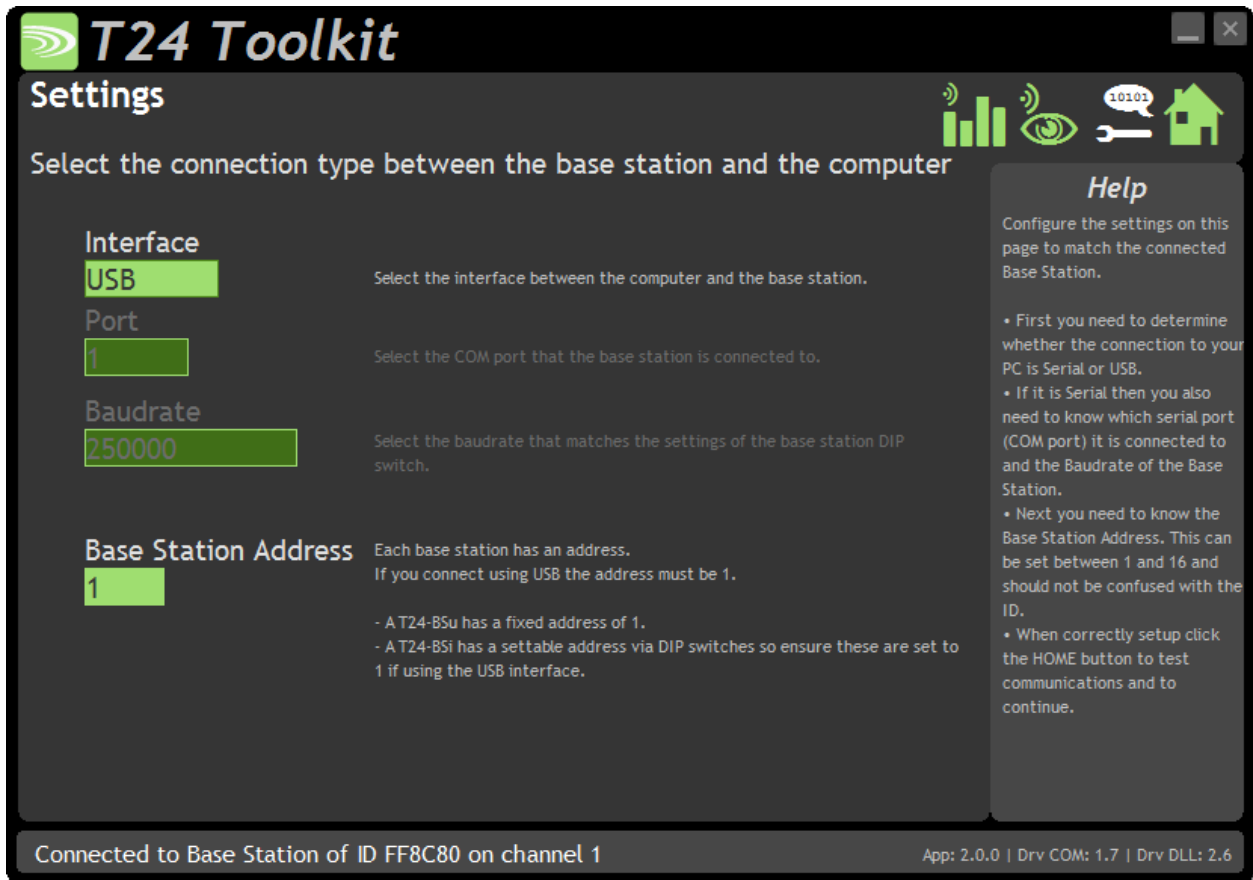 T24 Toolkit
Settings
10101
Select the connection type between the base station and the computer
Interface
USB
Select the interface between the computer and the base station.
Port
1
Select the COM port that the base station is connected to.
Baudrate
250000
Select the baudrate that matches the settings of the base station DIP
switch.
Base Station Address
1
Each base station has an address.
If you connect using USB the address must be 1.
- A T24-BSu has a fixed address of 1.
- A T24-BSi has a settable address via DIP switches so ensure these are set to
1 if using the USB interface.
Help
Configure the settings on this
page to match the connected
Base Station.
• First you need to determine
whether the connection to your
PC is Serial or USB.
• If it is Serial then you also
need to know which serial port
(COM port) it is connected to
and the Baudrate of the Base
Station.
• Next you need to know the
Base Station Address. This can
be set between 1 and 16 and
should not be confused with the
ID.
• When correctly setup click
the HOME button to test
communications and to
continue.
Connected to Base Station of ID FF8C80 on channel 1
App: 2.0.0 | Drv COM: 1.7 | Drv DLL: 2.6